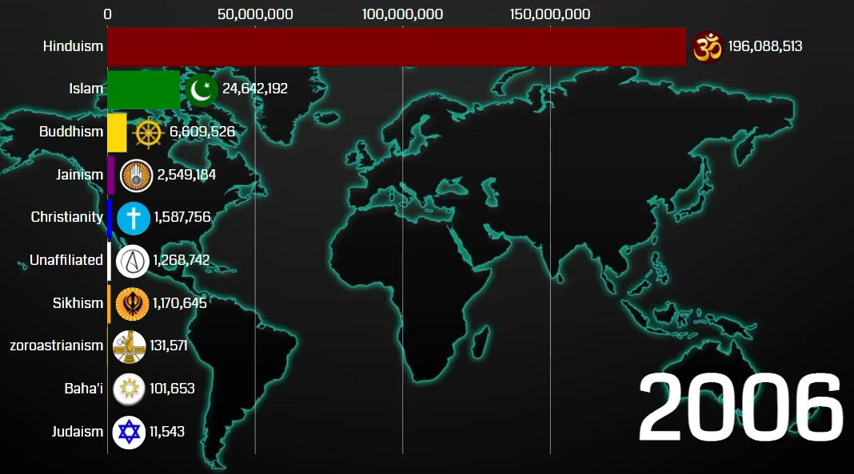 0 50,000,000 100,000,000 150,000,000
Hinduism ॐ 196,088,513
Islam 24,642,192
Buddhism 6,609,526
Jainism 2,549,184
Christianity 1,587,756
Unaffiliated 1,268,742
Sikhism 1,170,645
zoroastrianism 131,571
Baha'i 101,653
Judaism 11,543
2006